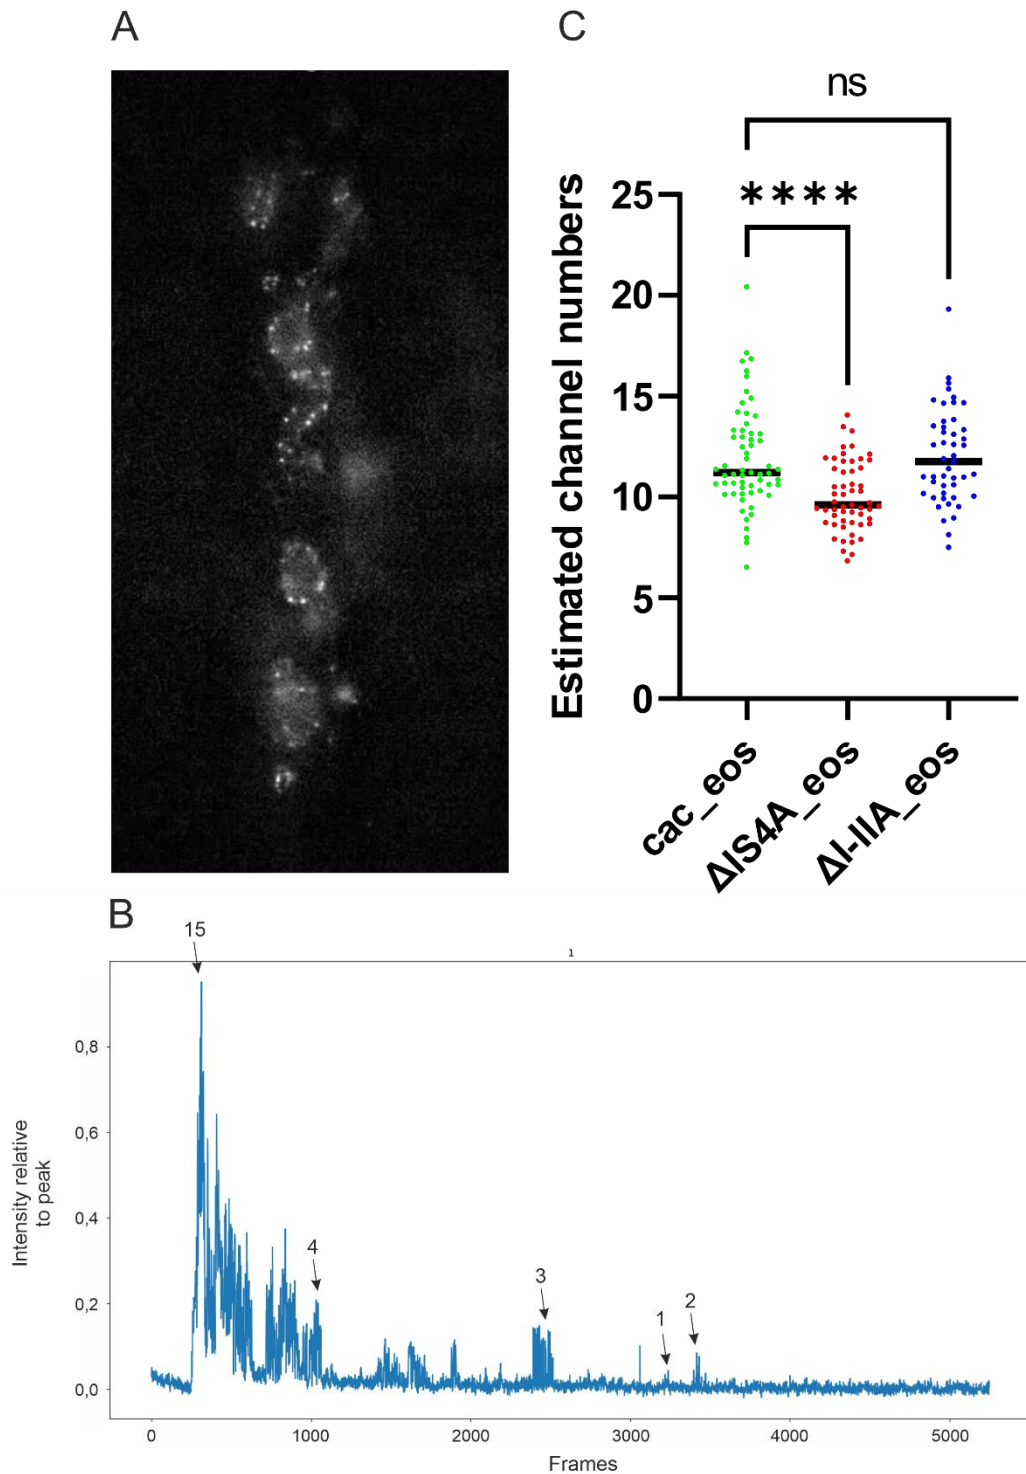 A
C
ns
****
Estimated channel numbers
25
20
15
10
5
0
cac_eos
ΔIS4A_eos
ΔI-IIA_eos
B
15
1
4
3
1
2
Intensity relative
to peak
0,8
0,6
0,4
0,2
0,0
0
1000
2000
3000
4000
5000
Frames